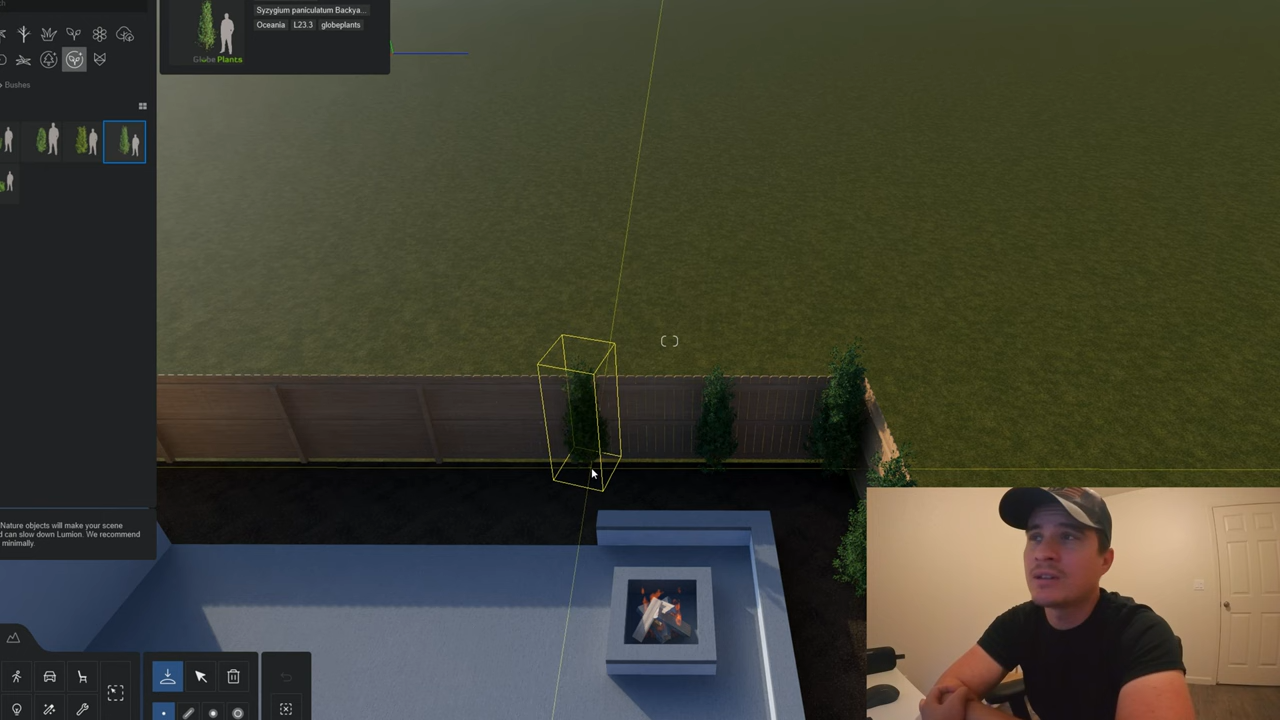 Syzygium paniculatum Backya...
Oceania L23.3 globeplants
Globe Plants
Bushes
Nature objects will make your scene
d can slow down Lumion. We recommend
minimally.